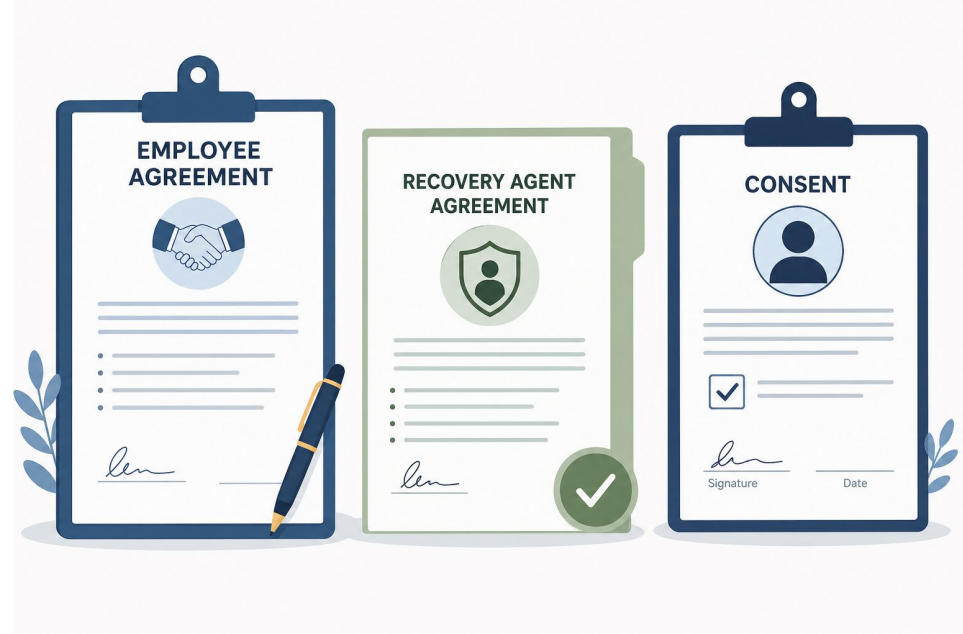 EMPLOYEE
AGREEMENT
RECOVERY AGENT
AGREEMENT
CONSENT
Signature
Date